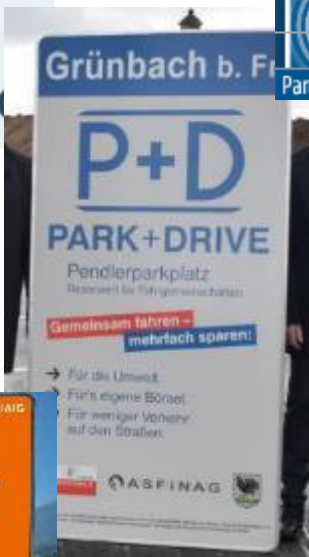 Grünbach b. Fr
Par
P+D
PARK+DRIVE
Pendlerparkplatz
Reserviert für Fahrgemeinschaften
Gemeinsam fahren –
mehrfach sparen:
→ Für die Umwelt
→ Für's eigene Börsel
→ Für weniger Verkehr
auf den Straßen
ASFINAG